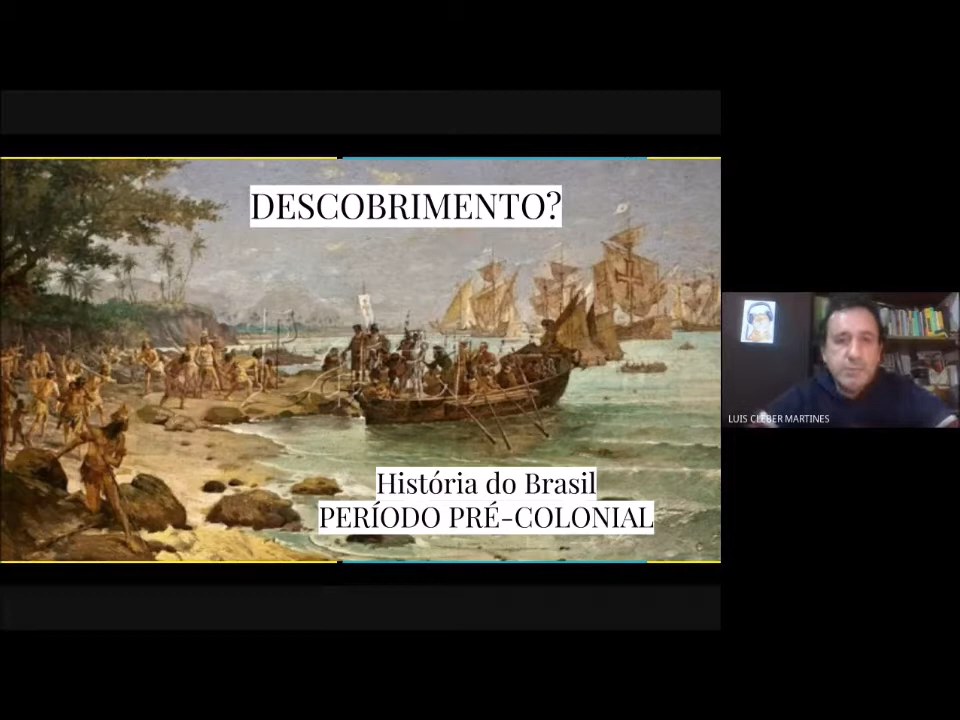 DESCOBRIMENTO?
História do Brasil
PERÍODO PRÉ-COLONIAL
LUIS CLEBER MARTINES